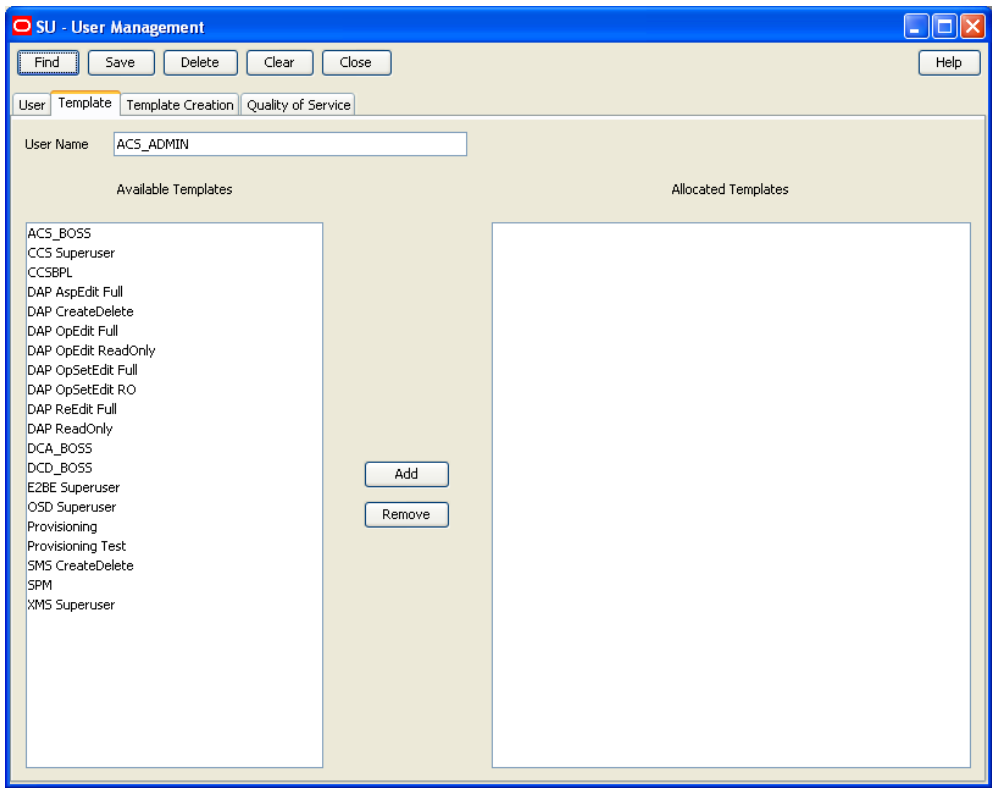 SU - User Management
Find Save Delete Clear Close Help
User Template Template Creation Quality of Service
User Name ACS_ADMIN
Available Templates Allocated Templates
ACS_BOSS
CCS Superuser
CCSBPL
DAP AspEdit Full
DAP CreateDelete
DAP OpEdit Full
DAP OpEdit ReadOnly
DAP OpSetEdit Full
DAP OpSetEdit RO
DAP ReEdit Full
DAP ReadOnly
DCA_BOSS
DCD_BOSS
E2BE Superuser
OSD Superuser
Provisioning
Provisioning Test
SMS CreateDelete
SPM
XMS Superuser
Add
Remove